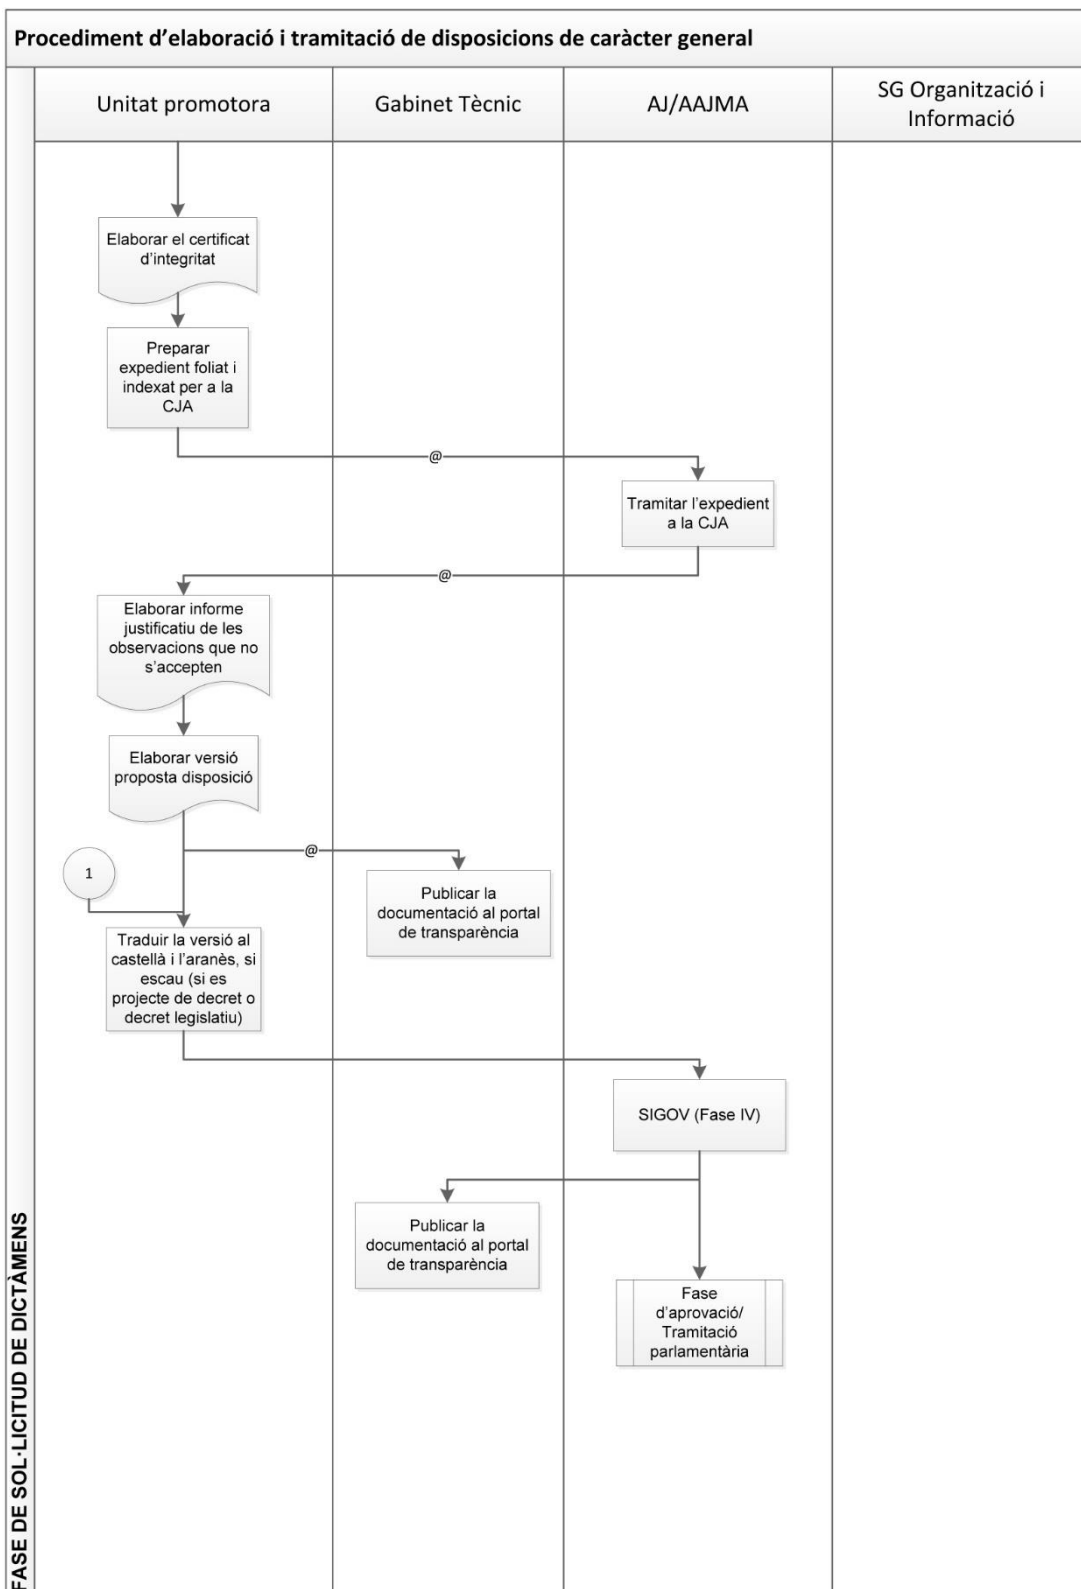 Procediment d’elaboració i tramitació de disposicions de caràcter general
Unitat promotora
Gabinet Tècnic
AJ/AAJMA
SG Organització i
Informació
Elaborar el certificat
d’integritat
Preparar
expedient foliat i
indexat per a la
CJA
@
Tramitar l’expedient
a la CJA
@
Elaborar informe
justificatiu de les
observacions que no
s’accepten
Elaborar versió
proposta disposició
@
1
Publicar la
documentació al portal
de transparència
Traduir la versió al
castellà i l’aranès, si
escau (si es
projecte de decret o
decret legislatiu)
SIGOV (Fase IV)
Publicar la
documentació al portal
de transparència
Fase
d’aprovació/
Tramitació
parlamentària
FASE DE SOL·LICITUD DE DICTÀMENS